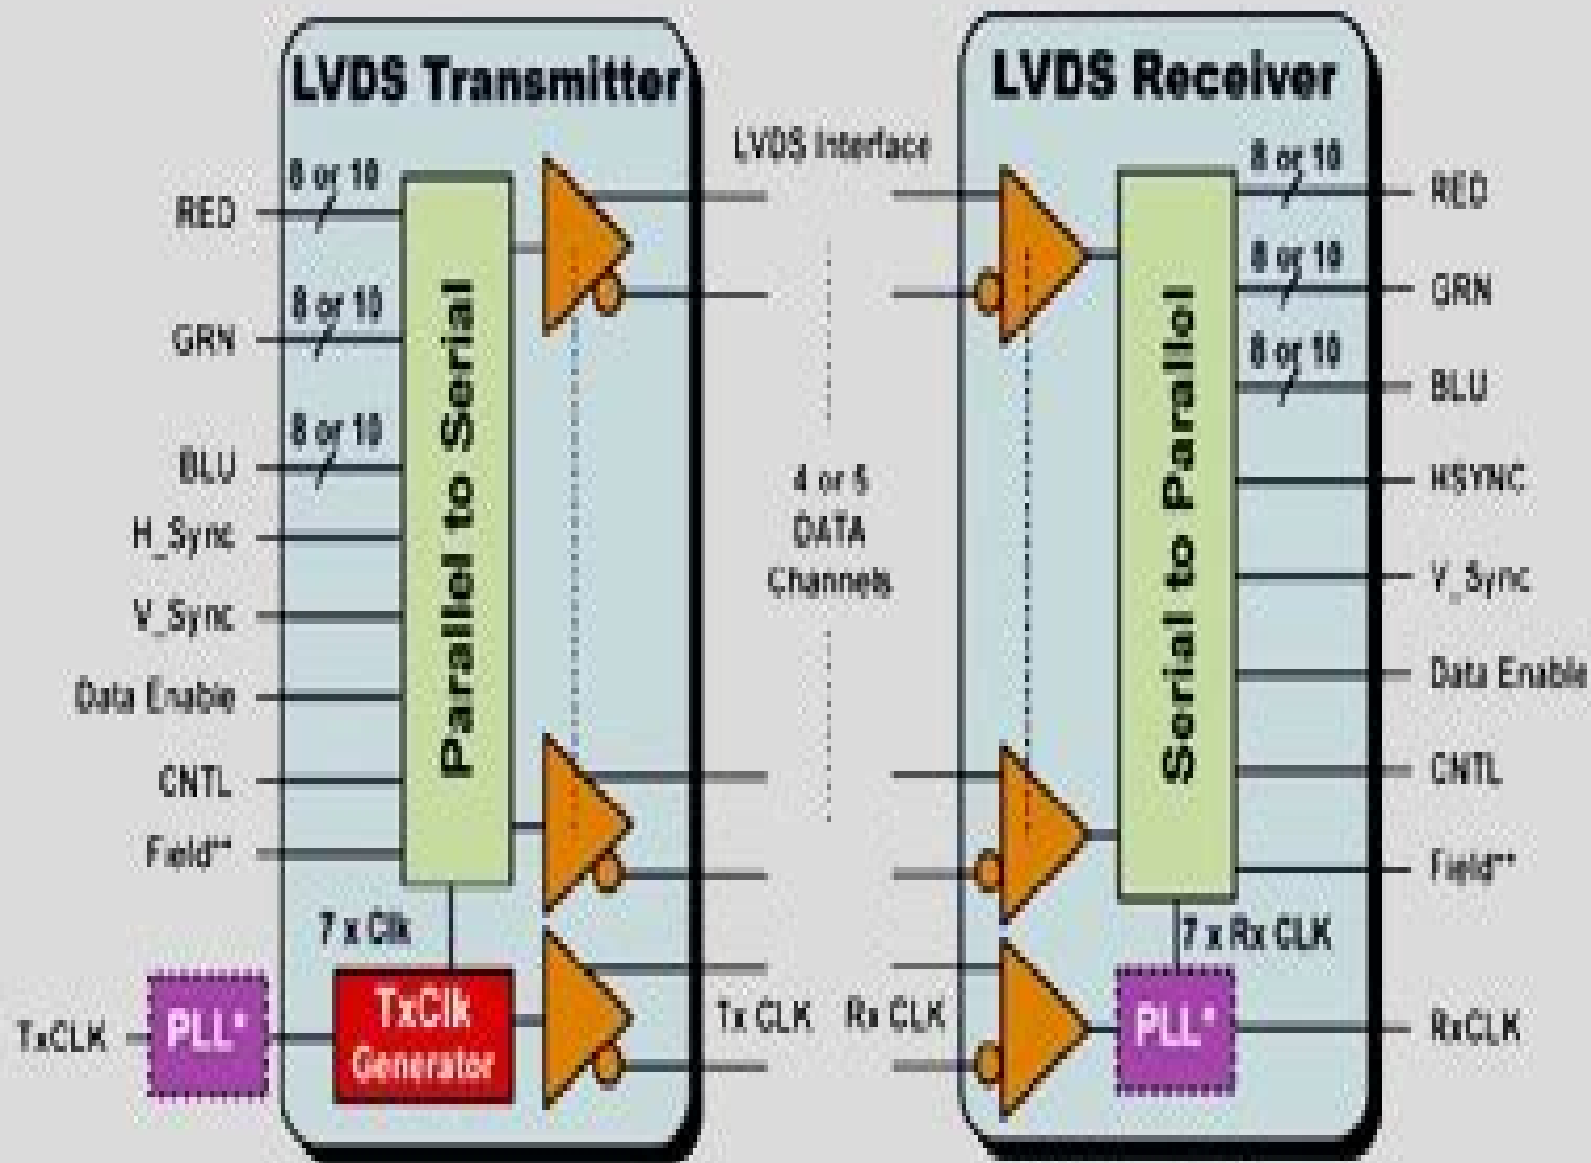 LVDS Transmitter
8 or 10
RED
8 or 10
GRN
8 or 10
BLU
H_Sync
V_Sync
Data Enable
CNTL
Field**
Parallel to Serial
7 x Clk
TxCLK
PLL*
TxClk
Generator
LVDS Interface
4 or 5
DATA
Channels
Tx CLK
Rx CLK
LVDS Receiver
8 or 10
RED
8 or 10
GRN
8 or 10
BLU
HSYNC
V_Sync
Data Enable
CNTL
Field**
Serial to Parallel
7 x Rx CLK
PLL*
RxCLK